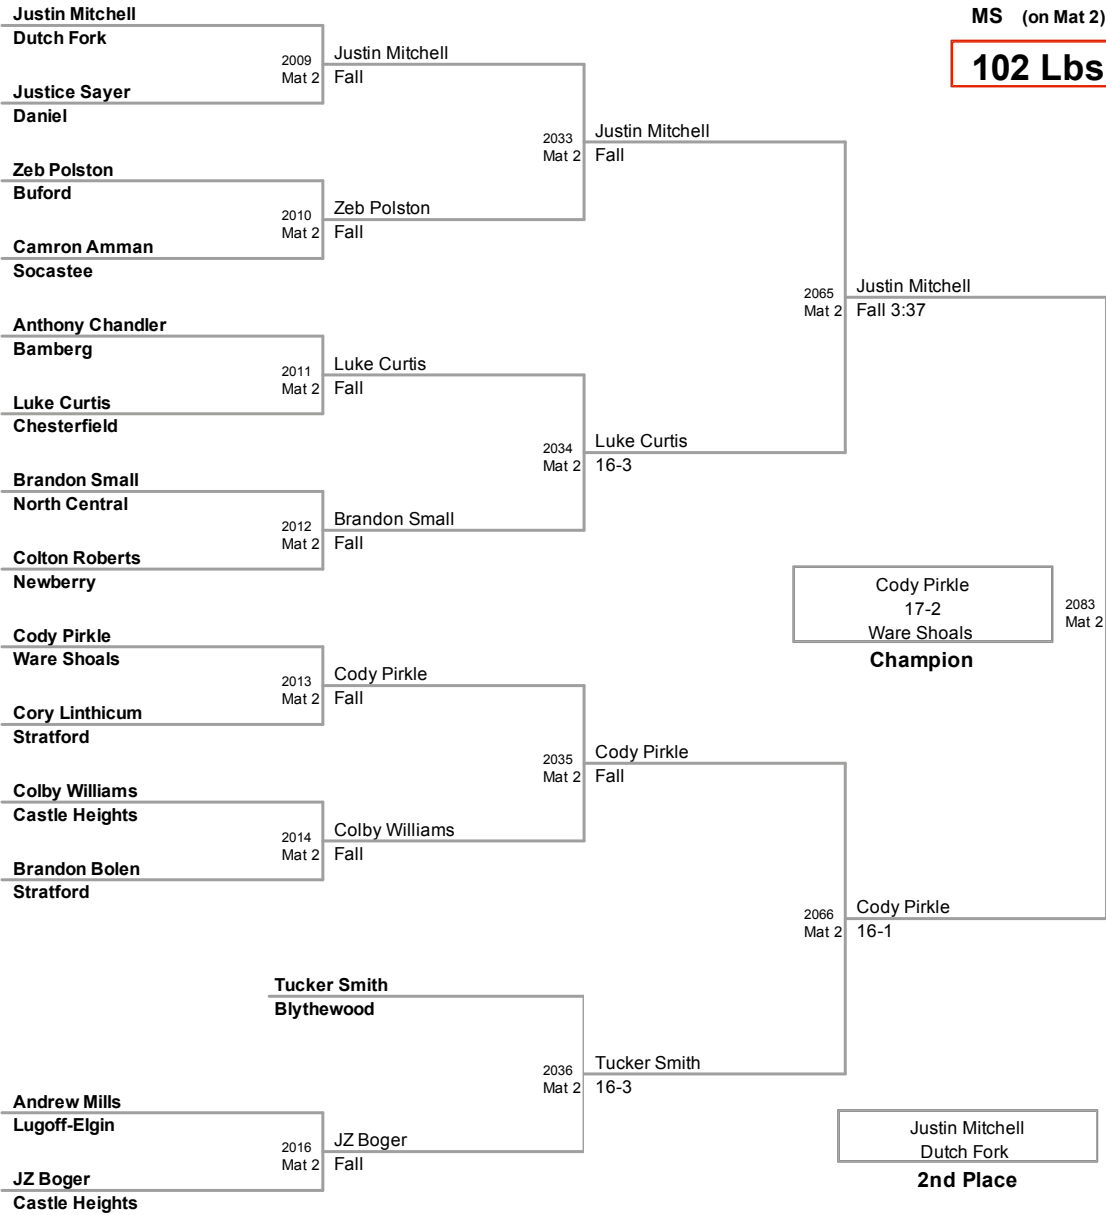 MS (on Mat 2)
102 Lbs
Justin Mitchell
Dutch Fork
2009
Mat 2
Justin Mitchell
Fall
Justice Sayer
Daniel
2033
Mat 2
Justin Mitchell
Fall
Zeb Polston
Buford
2010
Mat 2
Zeb Polston
Fall
Camron Amman
Socastee
2065
Mat 2
Justin Mitchell
Fall 3:37
Anthony Chandler
Bamberg
2011
Mat 2
Luke Curtis
Fall
Luke Curtis
Chesterfield
2034
Mat 2
Luke Curtis
16-3
Brandon Small
North Central
2012
Mat 2
Brandon Small
Fall
Colton Roberts
Newberry
Cody Pirkle
17-2
Ware Shoals
Champion
2083
Mat 2
Cody Pirkle
Ware Shoals
2013
Mat 2
Cody Pirkle
Fall
Cory Linthicum
Stratford
2035
Mat 2
Cody Pirkle
Fall
Colby Williams
Castle Heights
2014
Mat 2
Colby Williams
Fall
Brandon Bolen
Stratford
2066
Mat 2
Cody Pirkle
16-1
Tucker Smith
Blythewood
2036
Mat 2
Tucker Smith
16-3
Andrew Mills
Lugoff-Elgin
2016
Mat 2
JZ Boger
Fall
JZ Boger
Castle Heights
Justin Mitchell
Dutch Fork
2nd Place